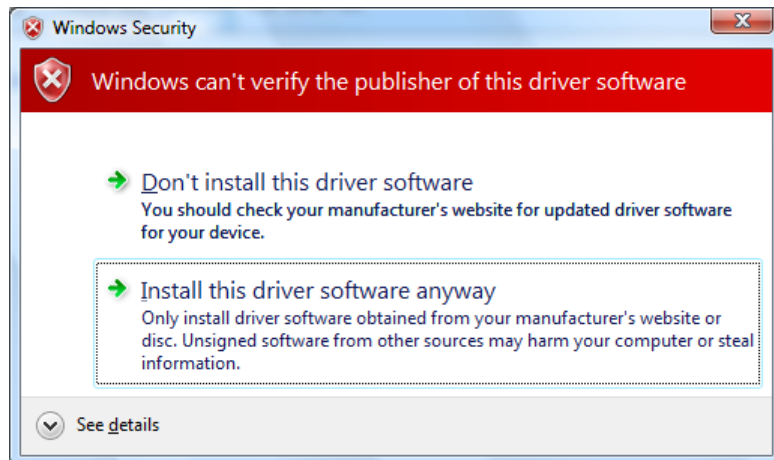 Windows Security
Windows can't verify the publisher of this driver software
Don't install this driver software
You should check your manufacturer's website for updated driver software
for your device.
Install this driver software anyway
Only install driver software obtained from your manufacturer's website or
disc. Unsigned software from other sources may harm your computer or steal
information.
See details